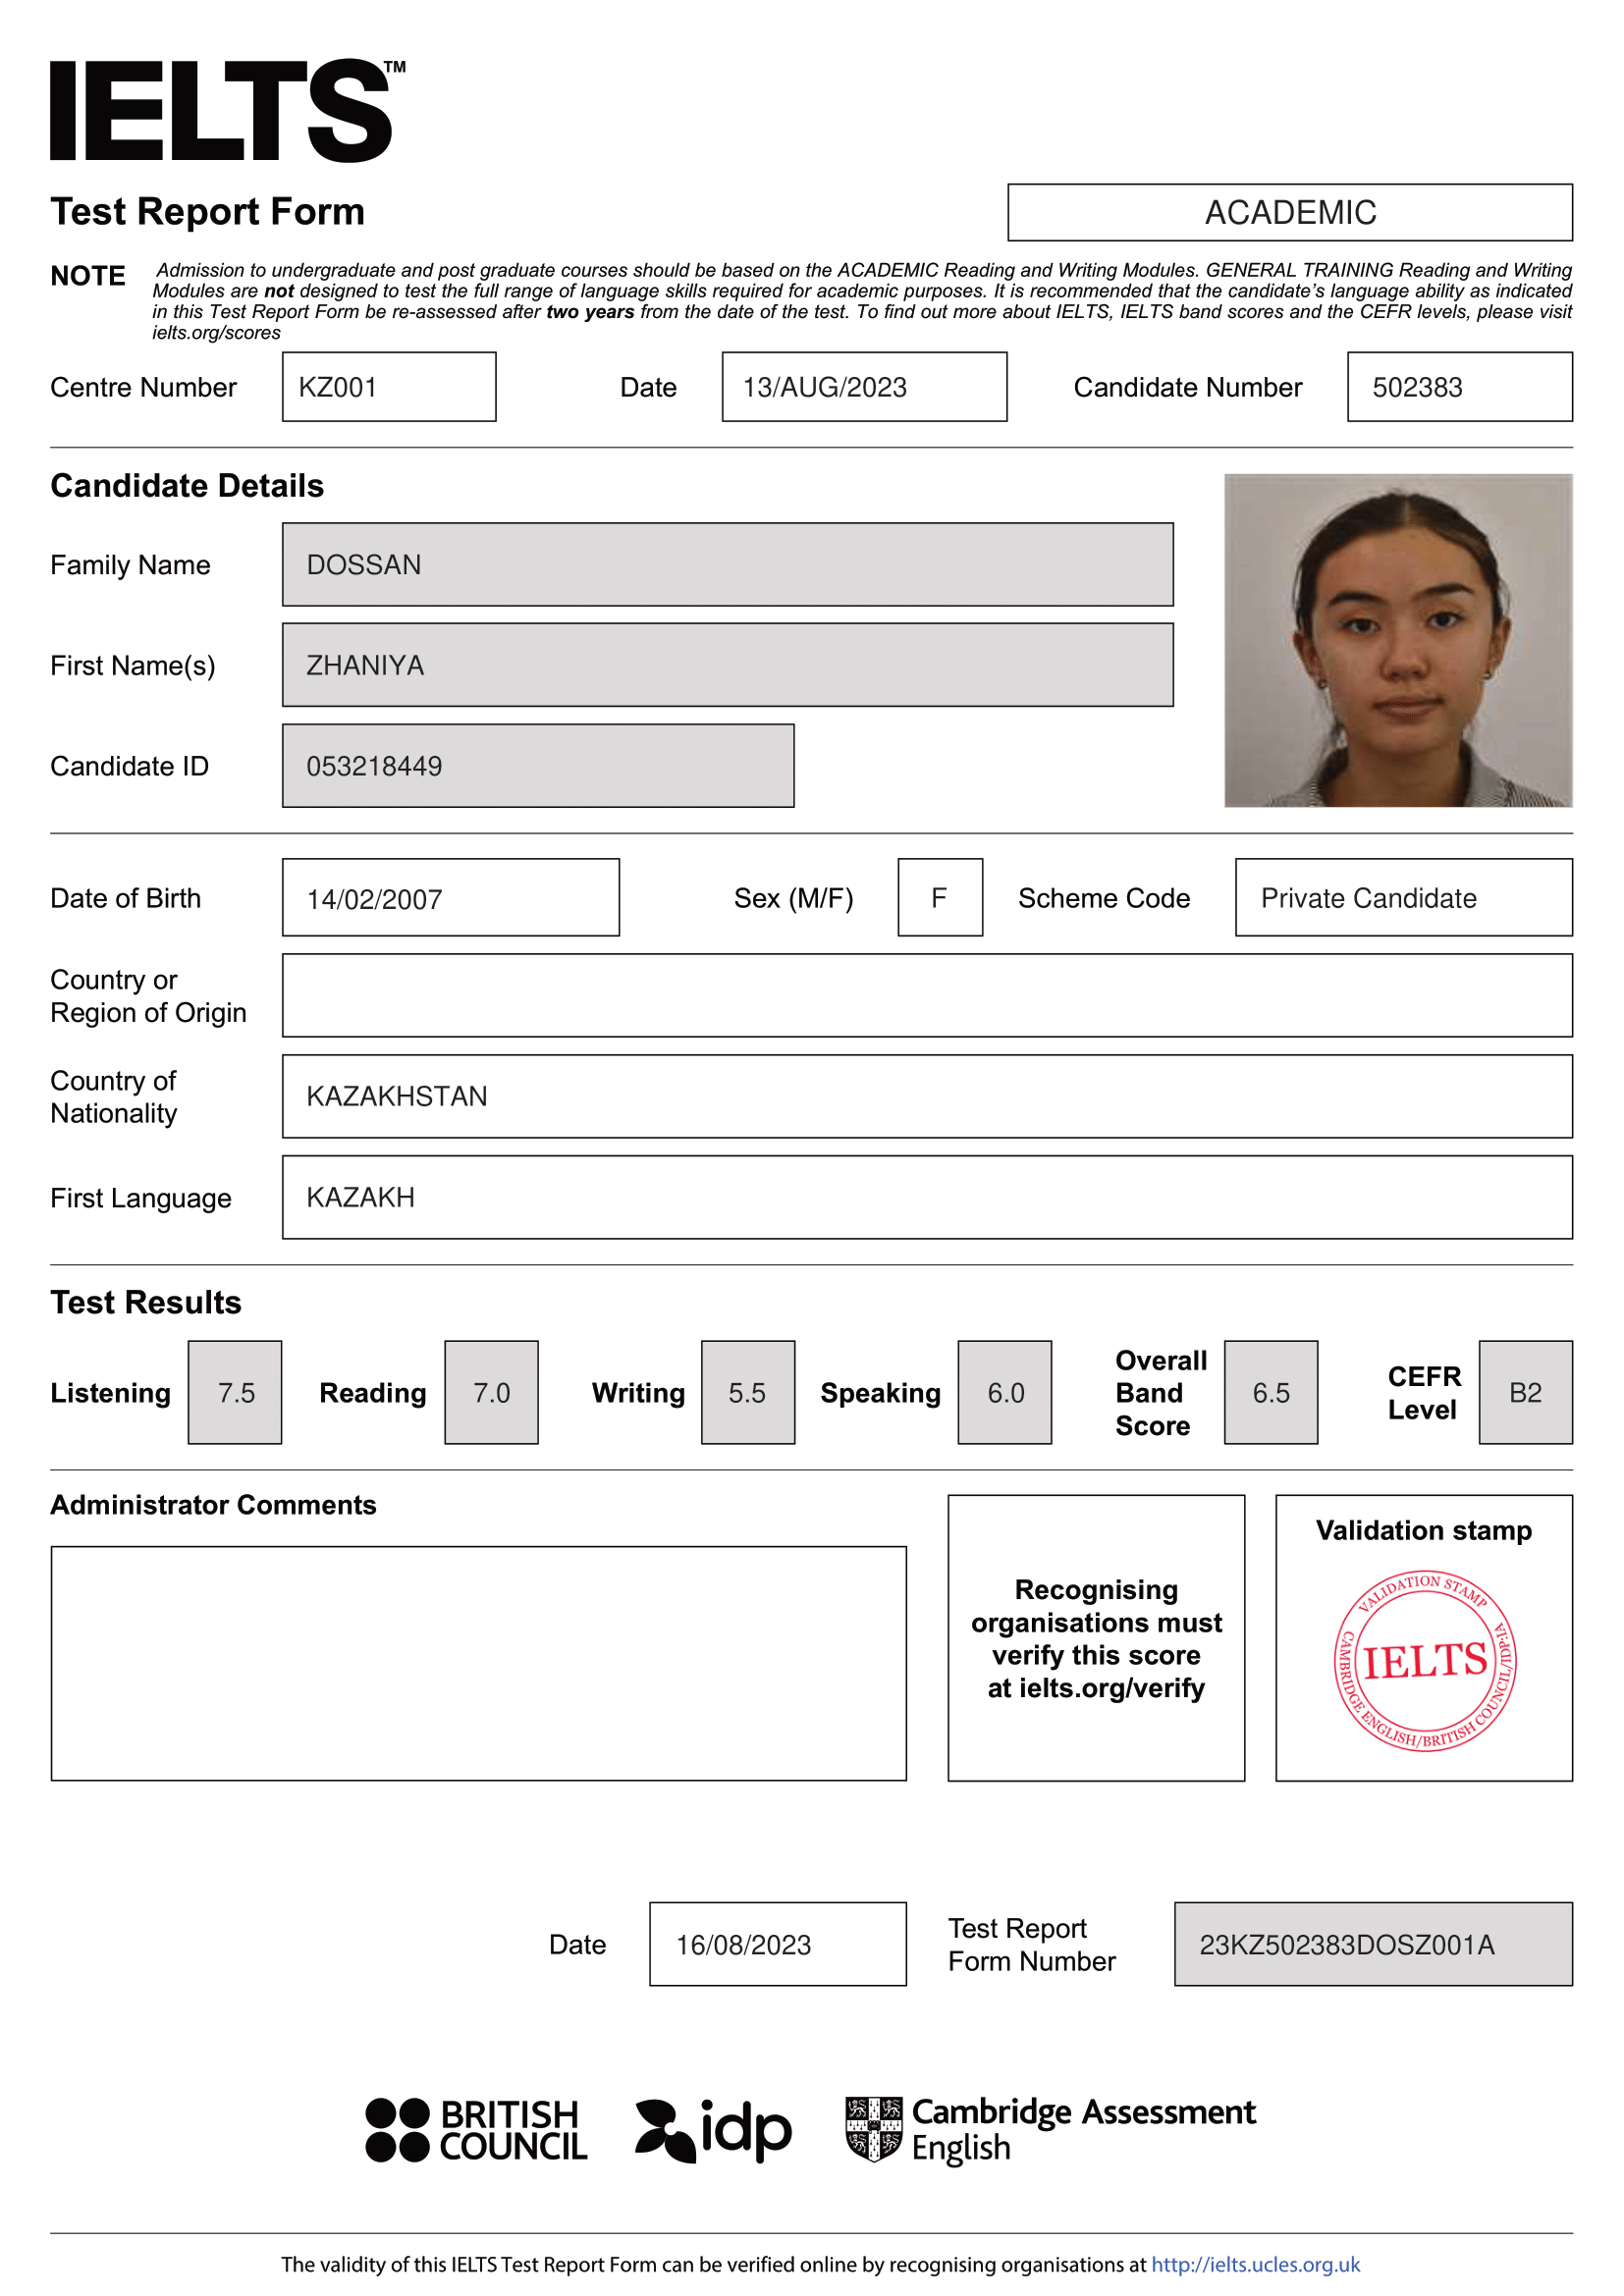 IELTS™
Test Report Form
ACADEMIC
NOTE
Admission to undergraduate and post graduate courses should be based on the ACADEMIC Reading and Writing Modules. GENERAL TRAINING Reading and Writing
Modules are not designed to test the full range of language skills required for academic purposes. It is recommended that the candidate's language ability as indicated
in this Test Report Form be re-assessed after two years from the date of the test. To find out more about IELTS, IELTS band scores and the CEFR levels, please visit
ielts.org/scores
Centre Number KZ001 Date 13/AUG/2023 Candidate Number 502383
Candidate Details
Family Name DOSSAN
First Name(s) ZHANIYA
Candidate ID 053218449
Date of Birth 14/02/2007 Sex (M/F) F Scheme Code Private Candidate
Country or
Region of Origin
Country of
Nationality
KAZAKHSTAN
First Language KAZAKH
Test Results
Listening 7.5 Reading 7.0 Writing 5.5 Speaking 6.0
Overall
Band
Score
6.5
CEFR
Level
B2
Administrator Comments
Recognising
organisations must
verify this score
at ielts.org/verify
Validation stamp
VALIDATION STAMP
IELTS
CAMBRIDGE ENGLISH/BRITISH COUNCIL/IDP:IA
Date 16/08/2023
Test Report
Form Number
23KZ502383DOSZ001A
BRITISH
COUNCIL
idp
Cambridge Assessment
English
The validity of this IELTS Test Report Form can be verified online by recognising organisations at http://ielts.ucles.org.uk